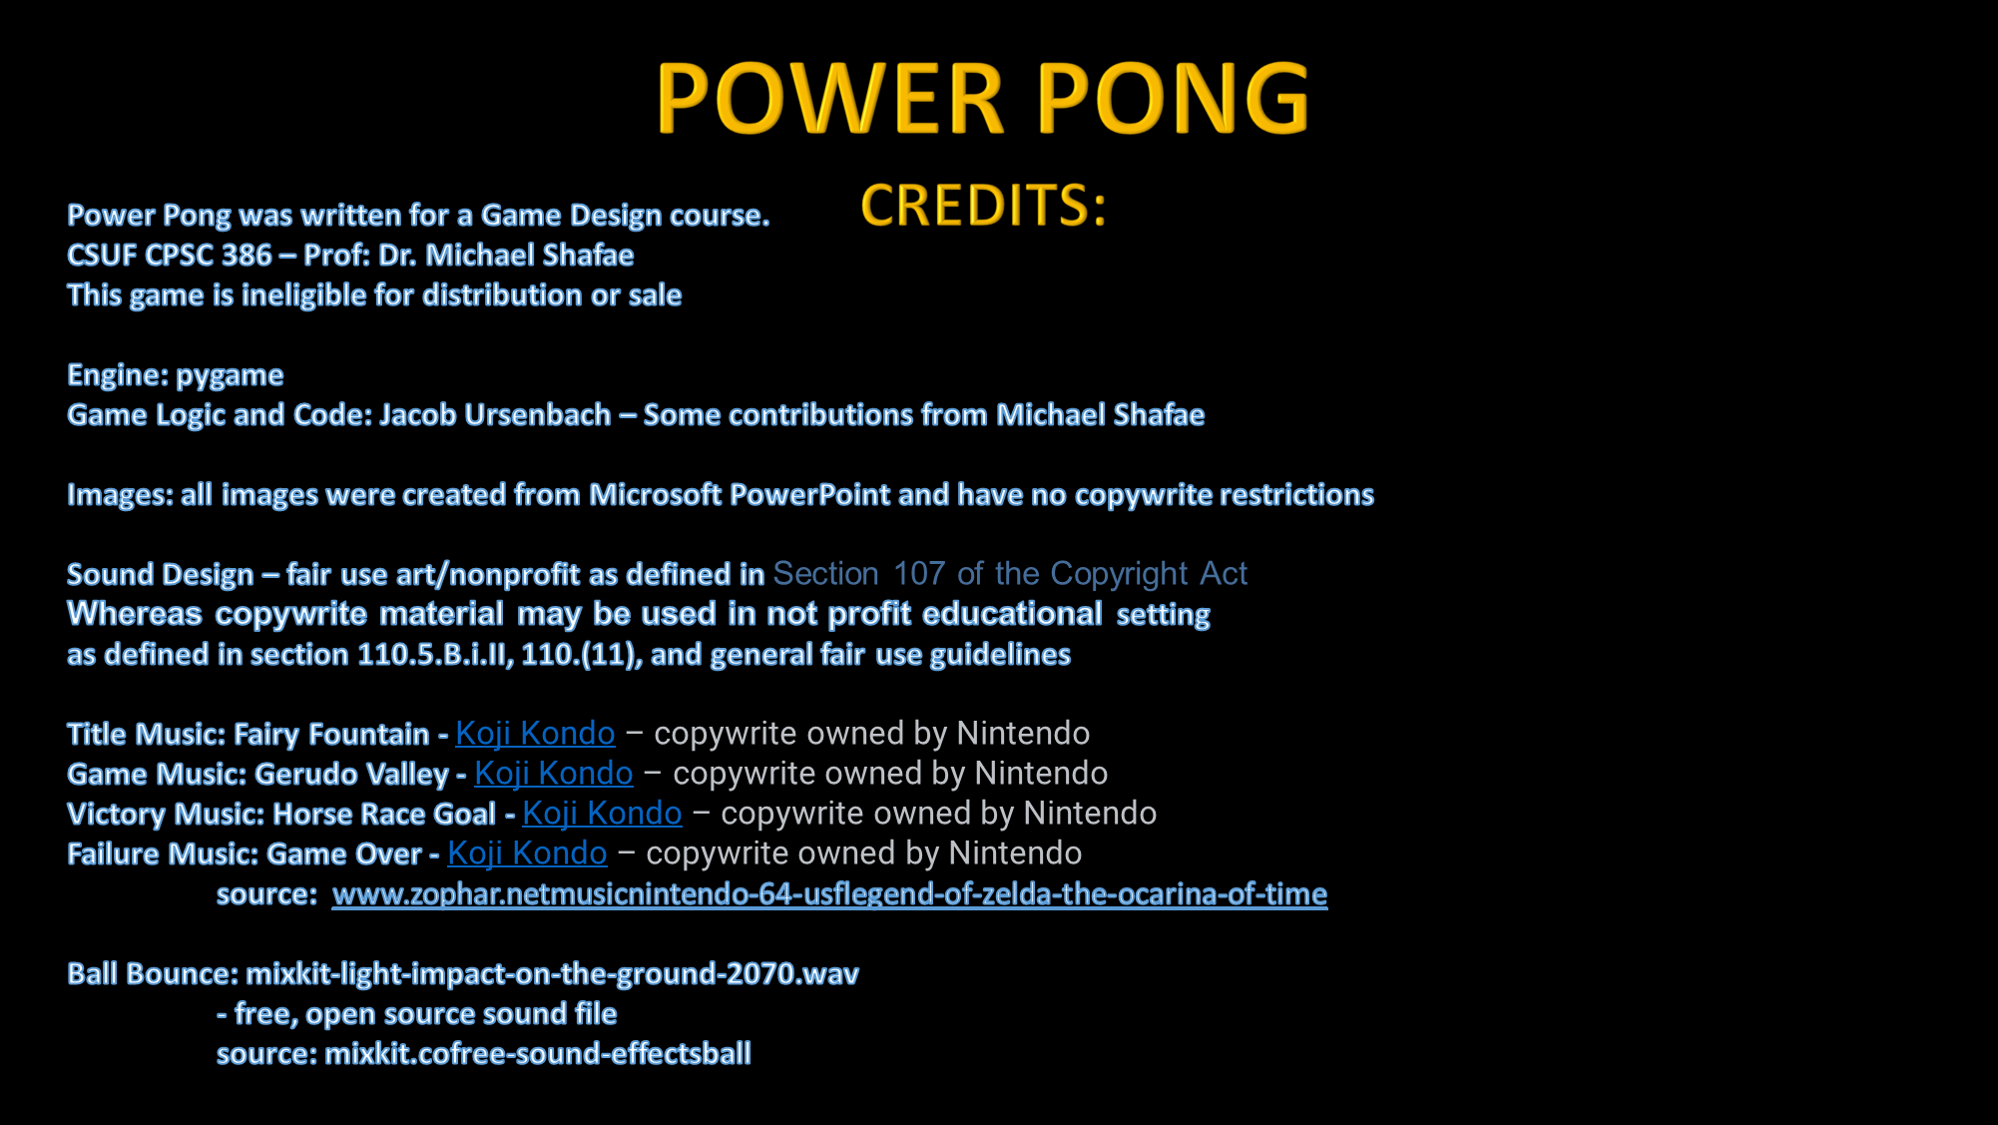 POWER PONG
CREDITS:
Power Pong was written for a Game Design course.
CSUF CPSC 386 – Prof: Dr. Michael Shafae
This game is ineligible for distribution or sale
Engine: pygame
Game Logic and Code: Jacob Ursenbach – Some contributions from Michael Shafae
Images: all images were created from Microsoft PowerPoint and have no copywrite restrictions
Sound Design – fair use art/nonprofit as defined in Section 107 of the Copyright Act
Whereas copywrite material may be used in not profit educational setting
as defined in section 110.5.B.i.II, 110.(11), and general fair use guidelines
Title Music: Fairy Fountain - Koji Kondo – copywrite owned by Nintendo
Game Music: Gerudo Valley - Koji Kondo – copywrite owned by Nintendo
Victory Music: Horse Race Goal - Koji Kondo – copywrite owned by Nintendo
Failure Music: Game Over - Koji Kondo – copywrite owned by Nintendo
source: www.zophar.netmusicnintendo-64-usflegend-of-zelda-the-ocarina-of-time
Ball Bounce: mixkit-light-impact-on-the-ground-2070.wav
- free, open source sound file
source: mixkit.cofree-sound-effectsball